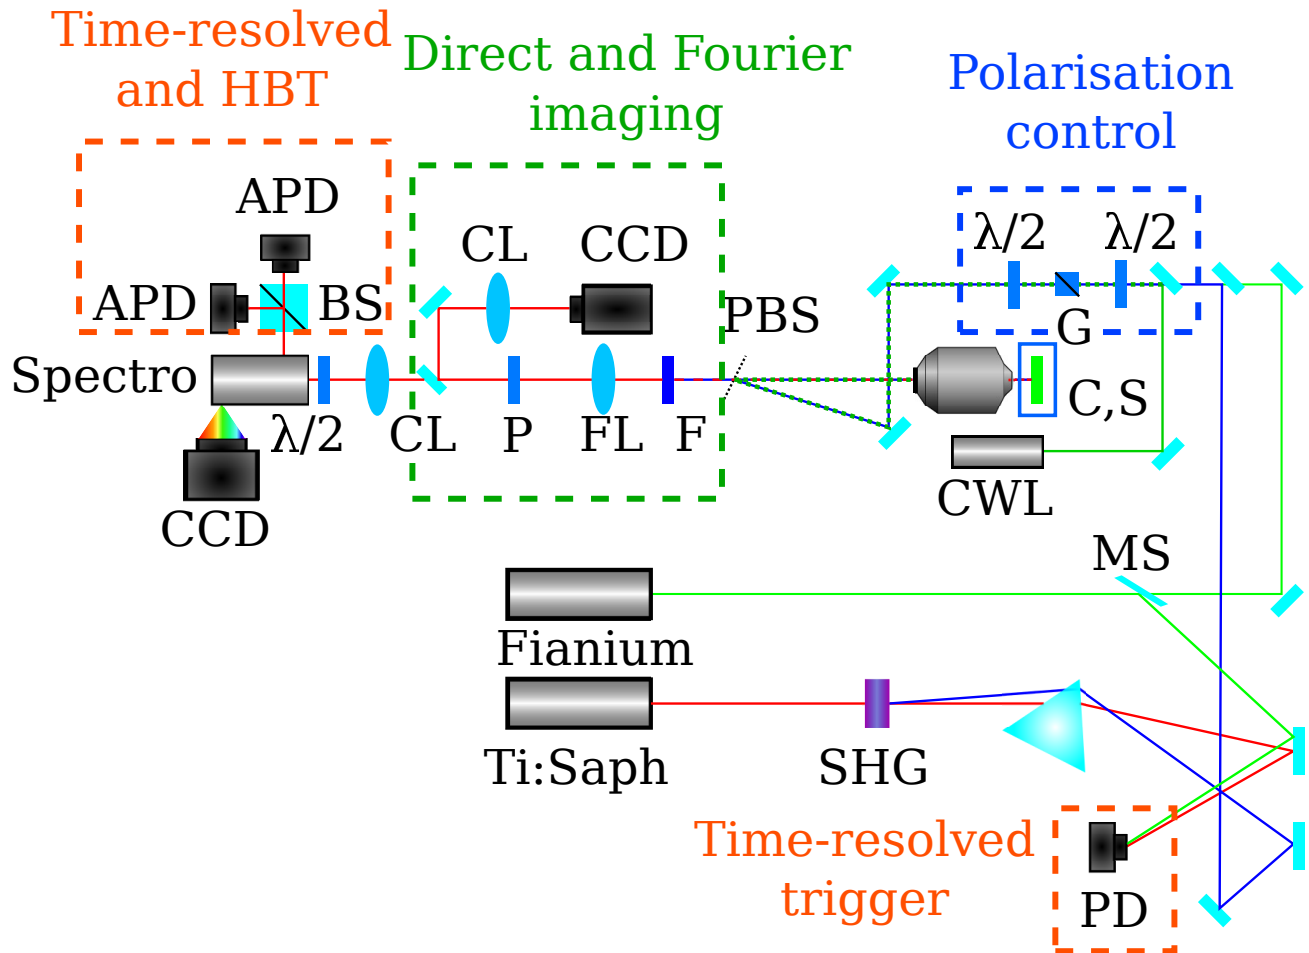 Time-resolved
and HBT
Direct and Fourier
imaging
Polarisation
control
APD
CL
CCD
λ/2
λ/2
APD
BS
PBS
G
Spectro
λ/2
CL
P
FL
F
C,S
CCD
CWL
MS
Fianium
Ti:Saph
SHG
Time-resolved
trigger
PD